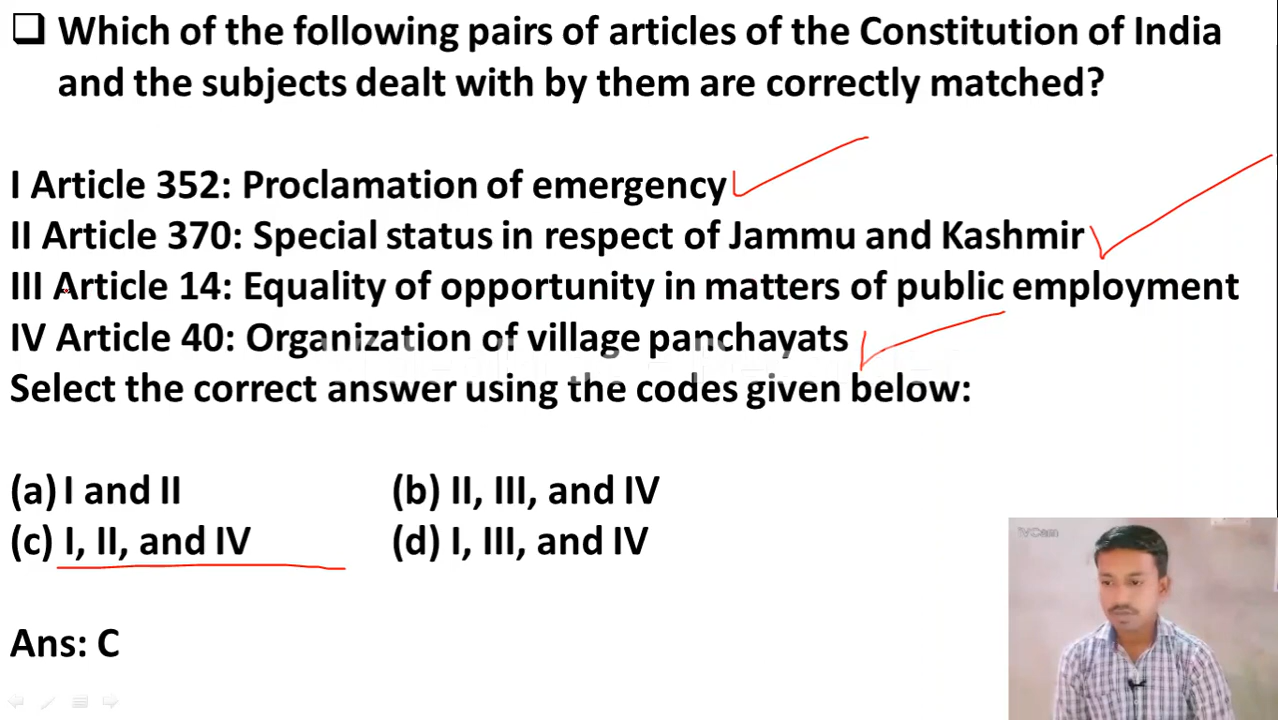 ❑ Which of the following pairs of articles of the Constitution of India
and the subjects dealt with by them are correctly matched?
I Article 352: Proclamation of emergency
II Article 370: Special status in respect of Jammu and Kashmir
III Article 14: Equality of opportunity in matters of public employment
IV Article 40: Organization of village panchayats
Select the correct answer using the codes given below:
(a) I and II (b) II, III, and IV
(c) I, II, and IV (d) I, III, and IV
iVCam
Ans: C